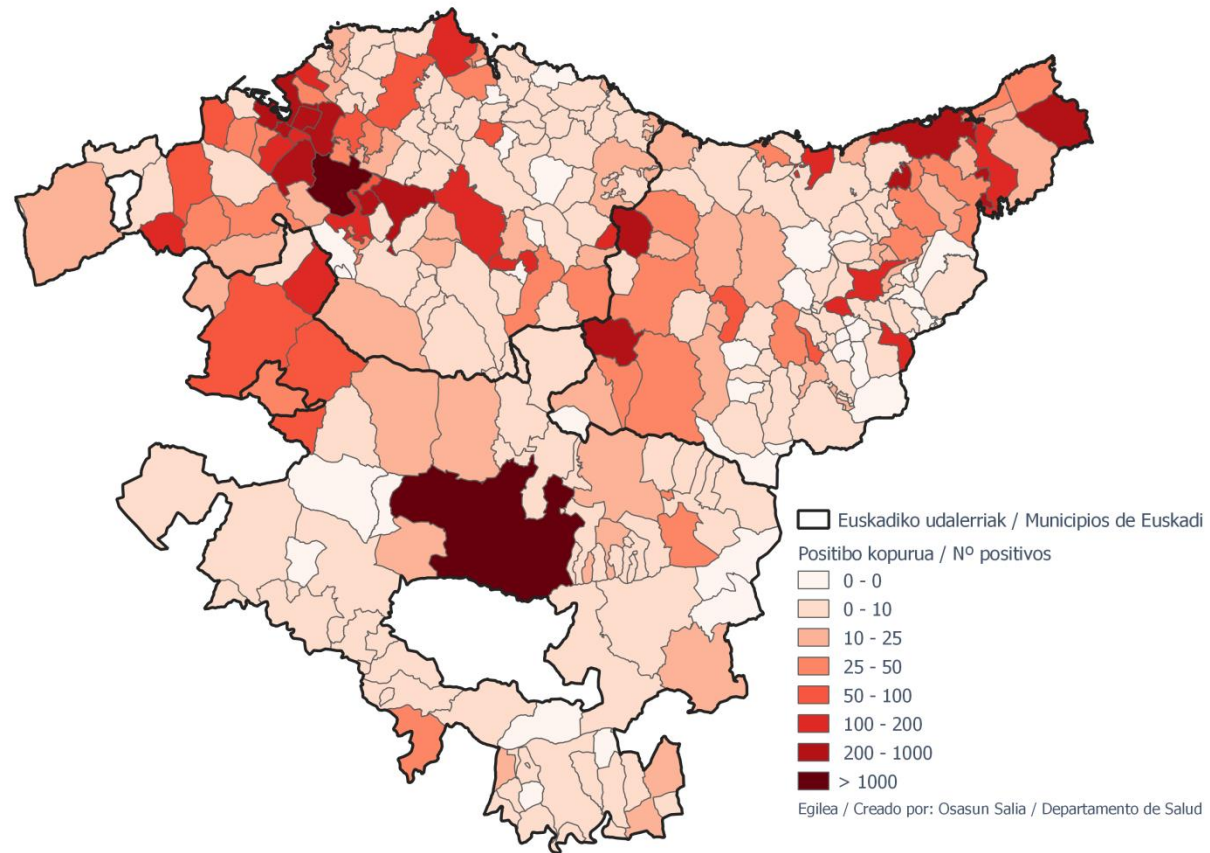 Euskadiko udalerriak / Municipios de Euskadi
Positibo kopurua / Nº positivos
0 - 0
0 - 10
10 - 25
25 - 50
50 - 100
100 - 200
200 - 1000
> 1000
Egilea / Creado por: Osasun Salia / Departamento de Salud